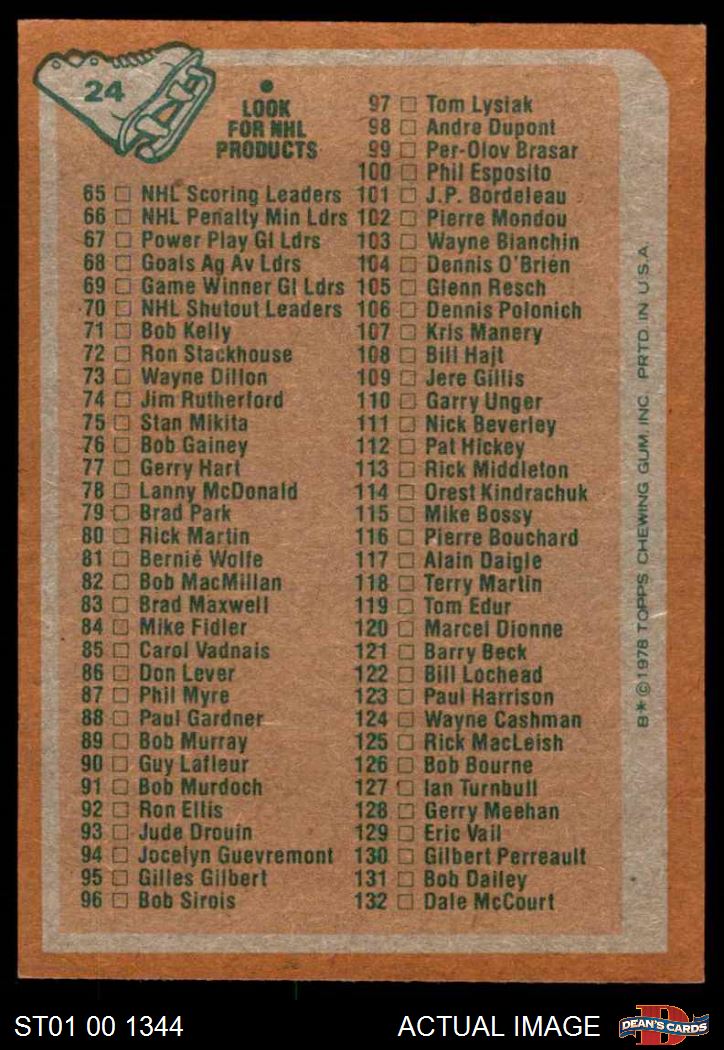 24
LOOK
FOR NHL
PRODUCTS
65 NHL Scoring Leaders
66 NHL Penalty Min Ldrs
67 Power Play Gl Ldrs
68 Goals Ag Av Ldrs
69 Game Winner Gl Ldrs
70 NHL Shutout Leaders
71 Bob Kelly
72 Ron Stackhouse
73 Wayne Dillon
74 Jim Rutherford
75 Stan Mikita
76 Bob Gainey
77 Gerry Hart
78 Lanny McDonald
79 Brad Park
80 Rick Martin
81 Bernie Wolfe
82 Bob MacMillan
83 Brad Maxwell
84 Mike Fidler
85 Carol Vadnais
86 Don Lever
87 Phil Myre
88 Paul Gardner
89 Bob Murray
90 Guy Lafleur
91 Bob Murdoch
92 Ron Ellis
93 Jude Drouin
94 Jocelyn Guevremont
95 Gilles Gilbert
96 Bob Sirois
97 Tom Lysiak
98 Andre Dupont
99 Per-Olov Brasar
100 Phil Esposito
101 J.P. Bordeleau
102 Pierre Mondou
103 Wayne Bianchin
104 Dennis O'Brien
105 Glenn Resch
106 Dennis Polonich
107 Kris Manery
108 Bill Hajt
109 Jere Gillis
110 Garry Unger
111 Nick Beverley
112 Pat Hickey
113 Rick Middleton
114 Orest Kindrachuk
115 Mike Bossy
116 Pierre Bouchard
117 Alain Daigle
118 Terry Martin
119 Tom Edur
120 Marcel Dionne
121 Barry Beck
122 Bill Lochead
123 Paul Harrison
124 Wayne Cashman
125 Rick MacLeish
126 Bob Bourne
127 Ian Turnbull
128 Gerry Meehan
129 Eric Vail
130 Gilbert Perreault
131 Bob Dailey
132 Dale McCourt
B*©1978 TOPPS CHEWING GUM, INC. PRTD. IN U.S.A.
ST01 00 1344
ACTUAL IMAGE
D
DEAN'S CARDS